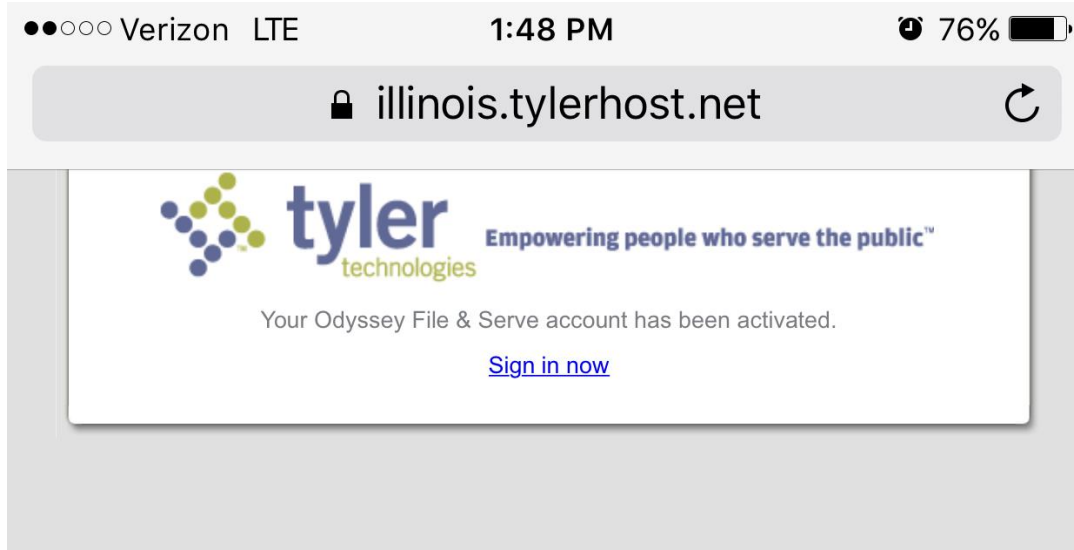 Verizon LTE 1:48 PM 76%
illinois.tylerhost.net
tyler
technologies
Empowering people who serve the public™
Your Odyssey File & Serve account has been activated.
Sign in now